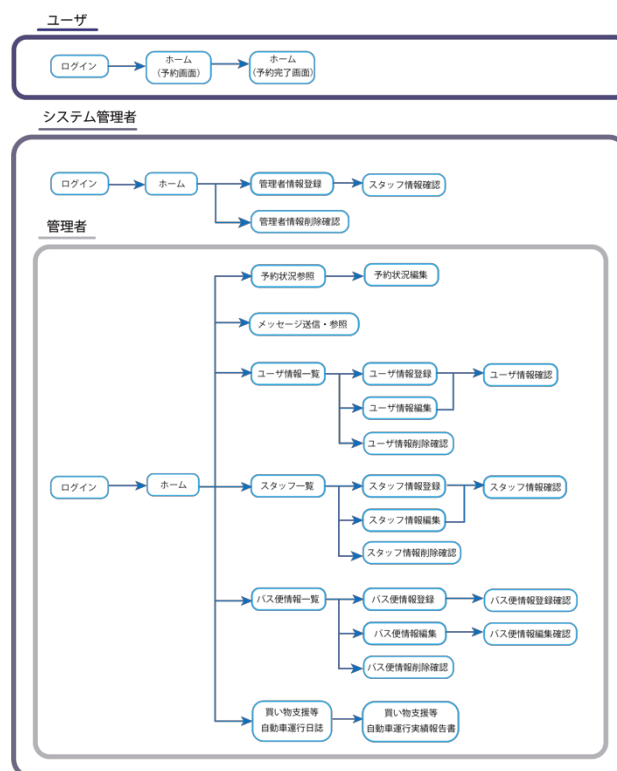 ユーザ
ログイン
ホーム
（予約画面）
ホーム
（予約完了画面）
システム管理者
ログイン
ホーム
管理者情報登録
スタッフ情報確認
管理者情報削除確認
管理者
予約状況参照
予約状況編集
メッセージ送信・参照
ユーザ情報一覧
ユーザ情報登録
ユーザ情報確認
ユーザ情報編集
ユーザ情報削除確認
ログイン
ホーム
スタッフ一覧
スタッフ情報登録
スタッフ情報確認
スタッフ情報編集
スタッフ情報削除確認
バス便情報一覧
バス便情報登録
バス便情報登録確認
バス便情報編集
バス便情報編集確認
バス便情報削除確認
買い物支援等
自動車運行日誌
買い物支援等
自動車運行実績報告書